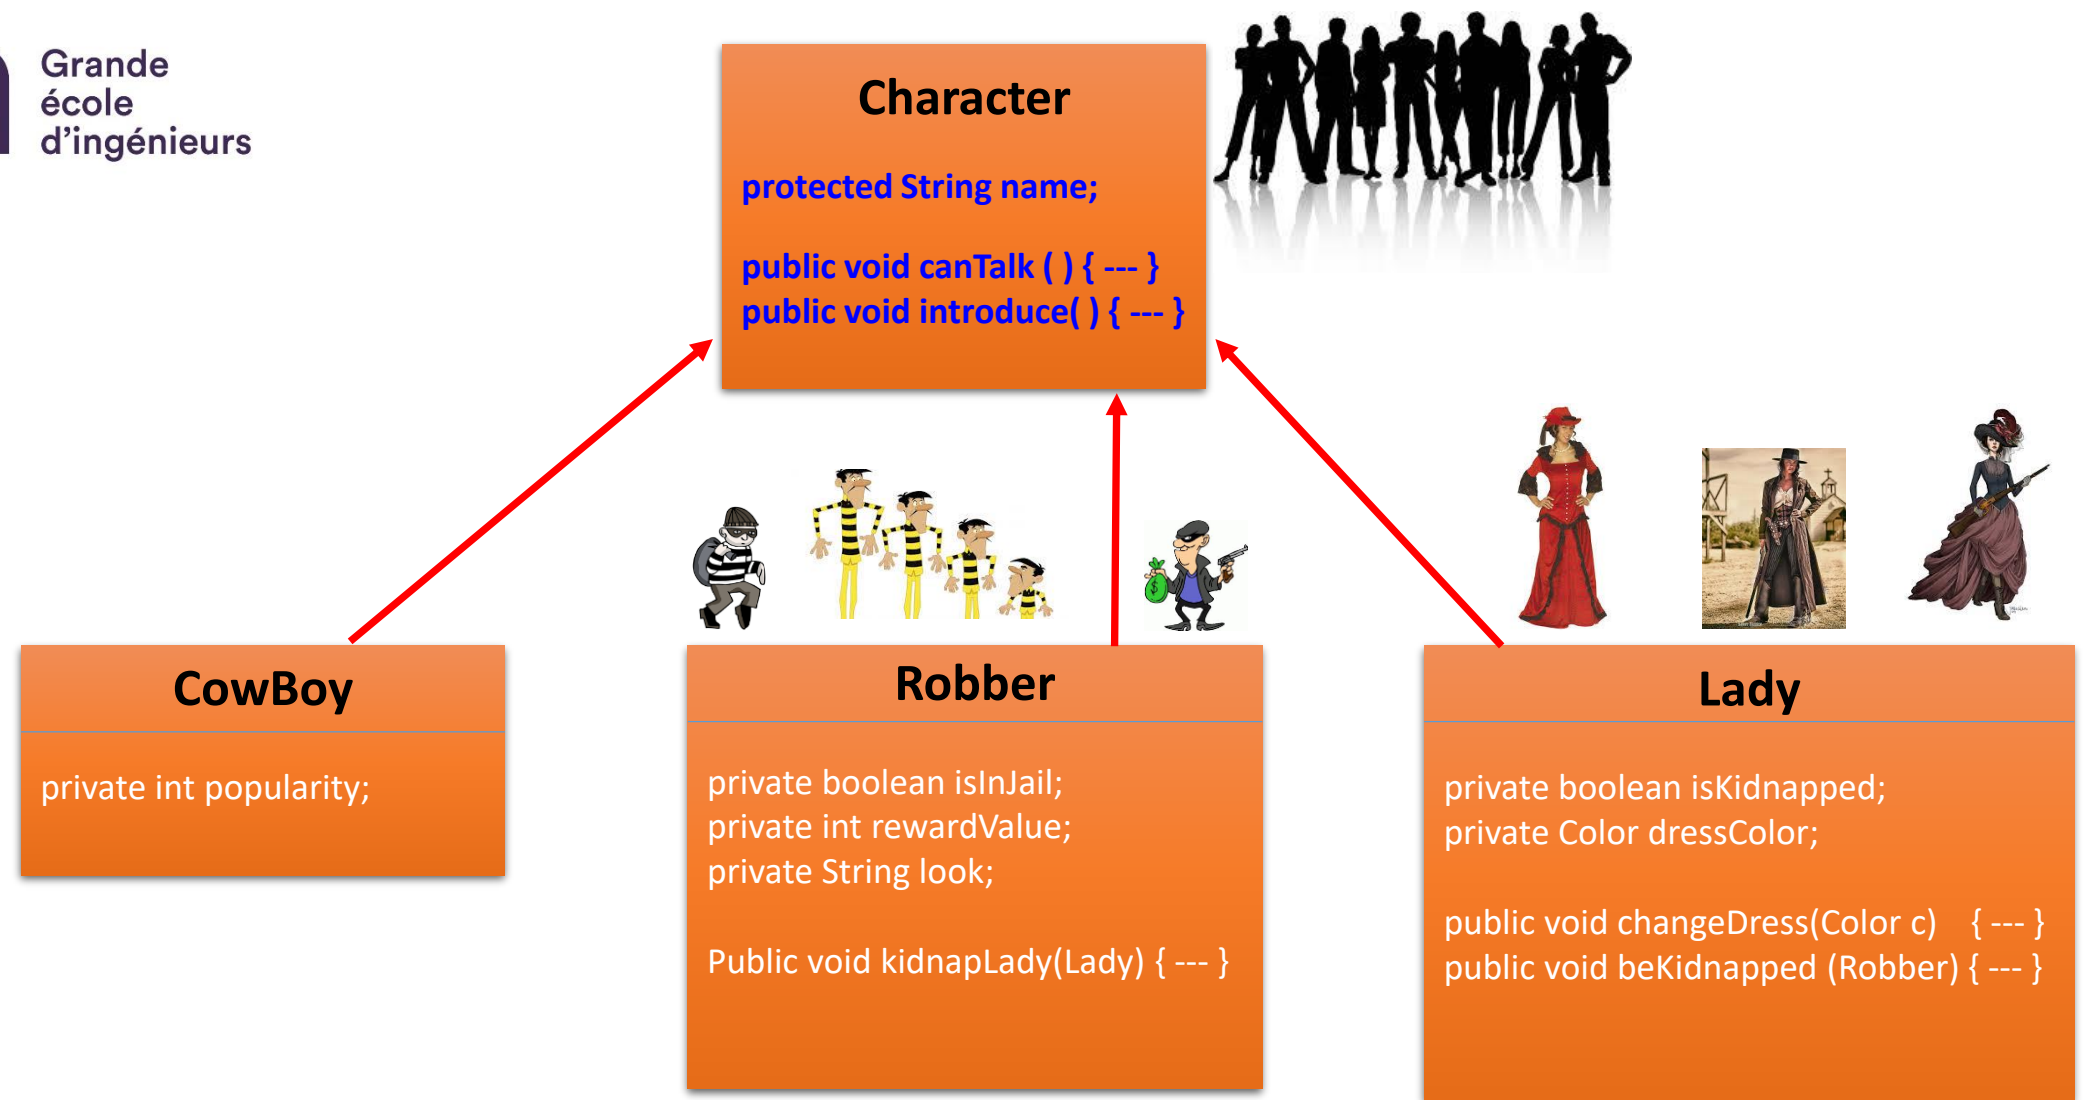 Grande
école
d'ingénieurs
Character
protected String name;
public void canTalk ( ) { --- }
public void introduce( ) { --- }
CowBoy
private int popularity;
Robber
private boolean isInJail;
private int rewardValue;
private String look;
Public void kidnapLady(Lady) { --- }
Lady
private boolean isKidnapped;
private Color dressColor;
public void changeDress(Color c) { --- }
public void beKidnapped (Robber) { --- }